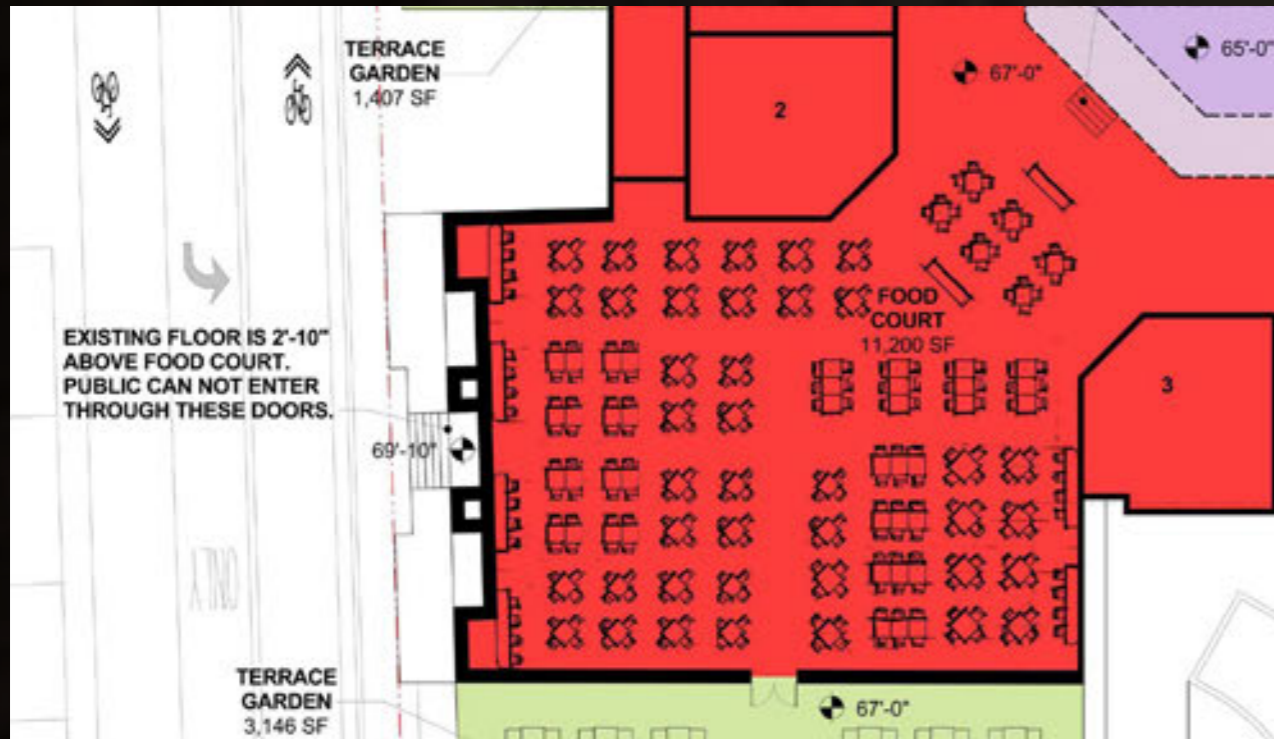 TERRACE
GARDEN
1,407 SF
2
67'-0"
65'-0"
FOOD
COURT
11,200 SF
3
EXISTING FLOOR IS 2'-10"
ABOVE FOOD COURT.
PUBLIC CAN NOT ENTER
THROUGH THESE DOORS.
69'-10"
ONLY
TERRACE
GARDEN
3,146 SF
67'-0"